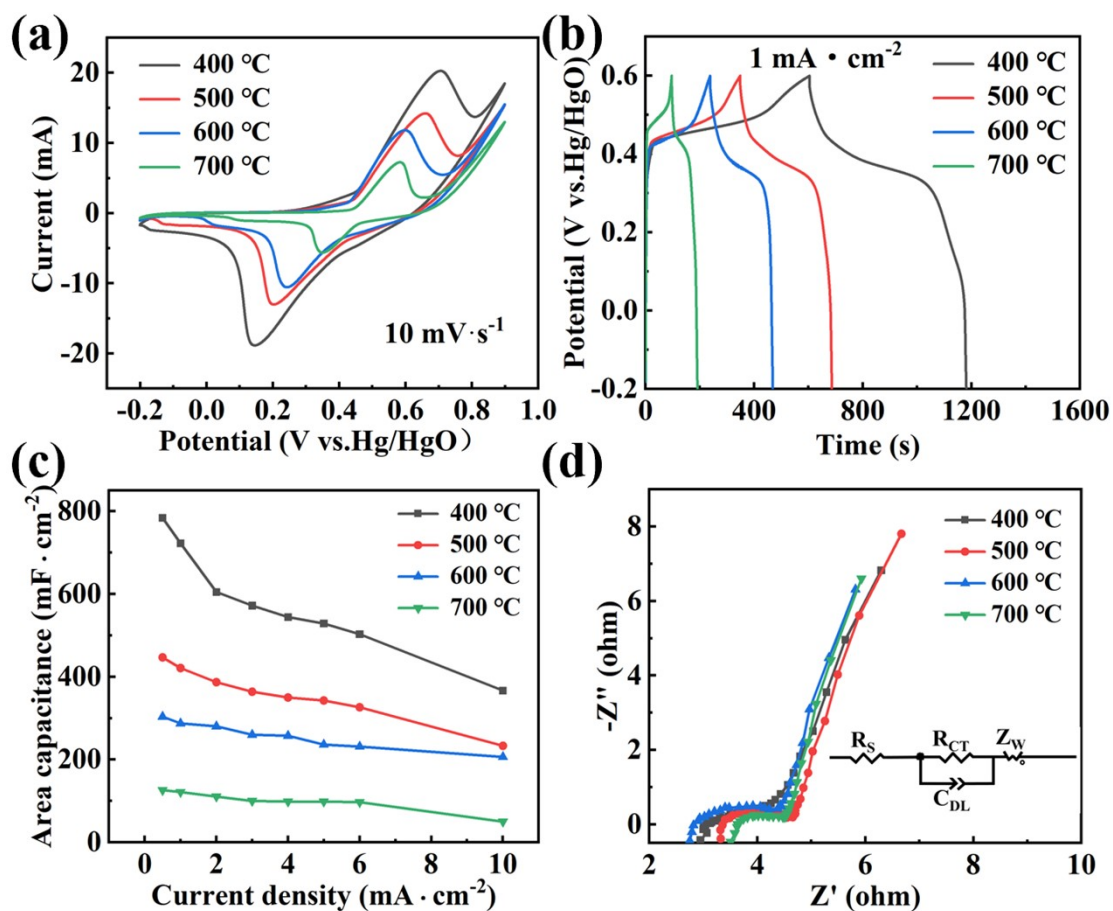 (a)
400 °C
500 °C
600 °C
700 °C
10 mV·s-1
20
10
0
-10
-20
Current (mA)
-0.2 0.0 0.2 0.4 0.6 0.8 1.0
Potential (V vs.Hg/HgO）
(b)
1 mA·cm-2
400 °C
500 °C
600 °C
700 °C
0.6
0.4
0.2
0.0
-0.2
Potential (V vs.Hg/HgO)
0 400 800 1200 1600
Time (s)
(c)
400 °C
500 °C
600 °C
700 °C
800
600
400
200
0
Area capacitance (mF·cm-2)
0 2 4 6 8 10
Current density (mA·cm-2)
(d)
400 °C
500 °C
600 °C
700 °C
8
6
4
2
0
-Z'' (ohm)
RS RCT ZW
CDL
2 4 6 8 10
Z' (ohm)